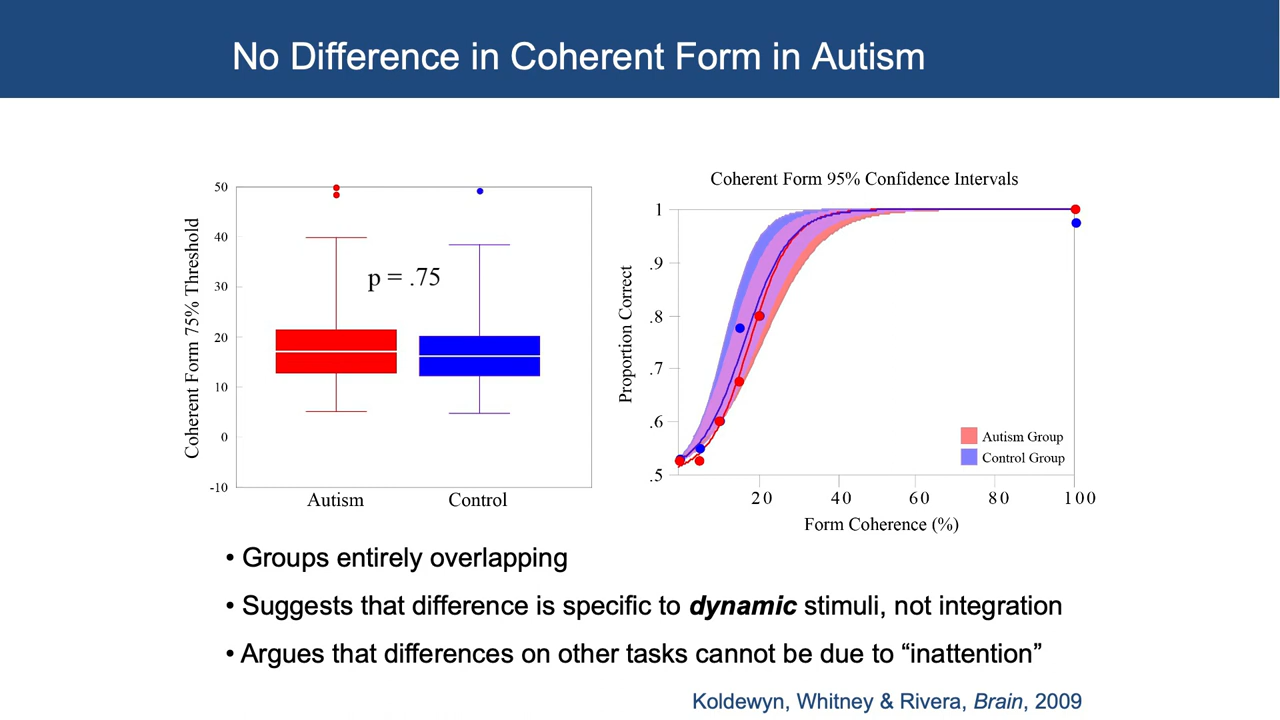 No Difference in Coherent Form in Autism
Coherent Form 75% Threshold
50
40
30
20
10
0
-10
p = .75
Autism
Control
Coherent Form 95% Confidence Intervals
Proportion Correct
1
.9
.8
.7
.6
.5
Autism Group
Control Group
20
40
60
80
100
Form Coherence (%)
• Groups entirely overlapping
• Suggests that difference is specific to dynamic stimuli, not integration
• Argues that differences on other tasks cannot be due to “inattention”
Koldewyn, Whitney & Rivera, Brain, 2009